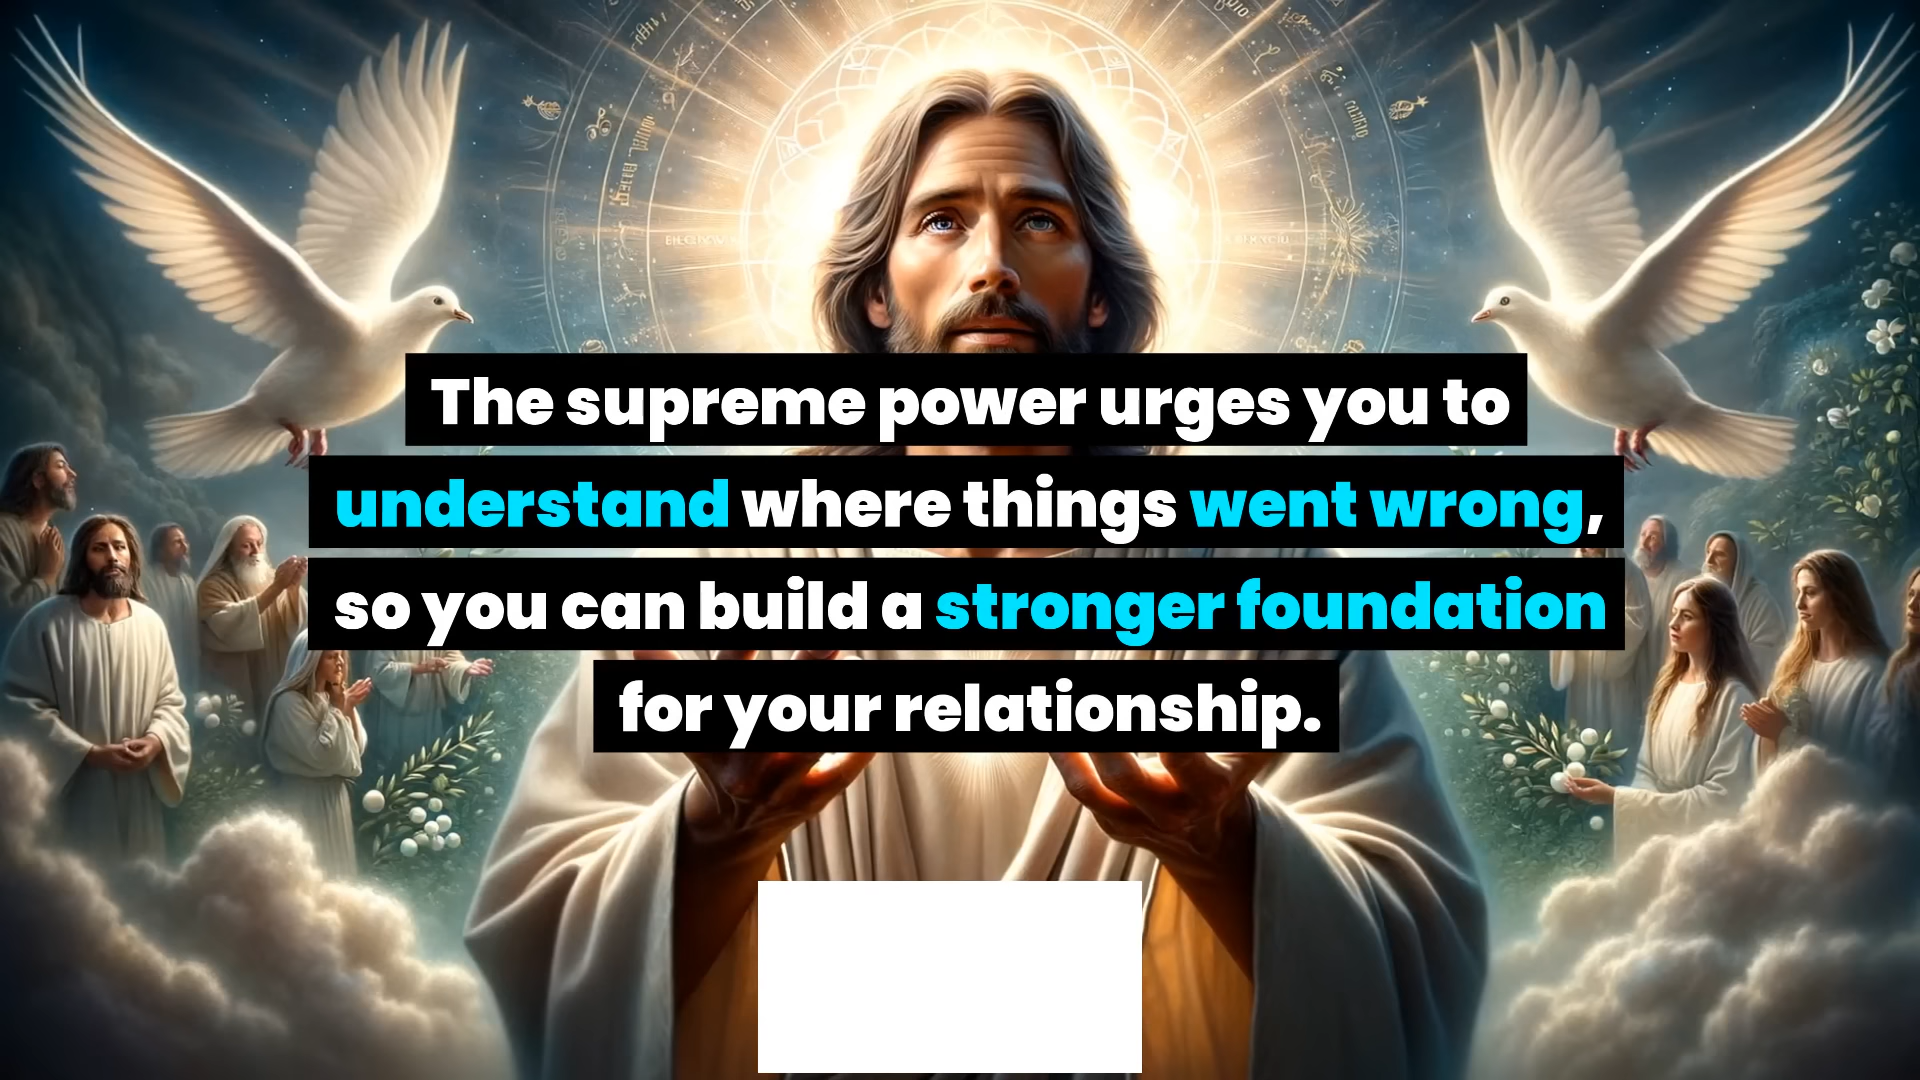 The supreme power urges you to
understand where things went wrong,
so you can build a stronger foundation
for your relationship.